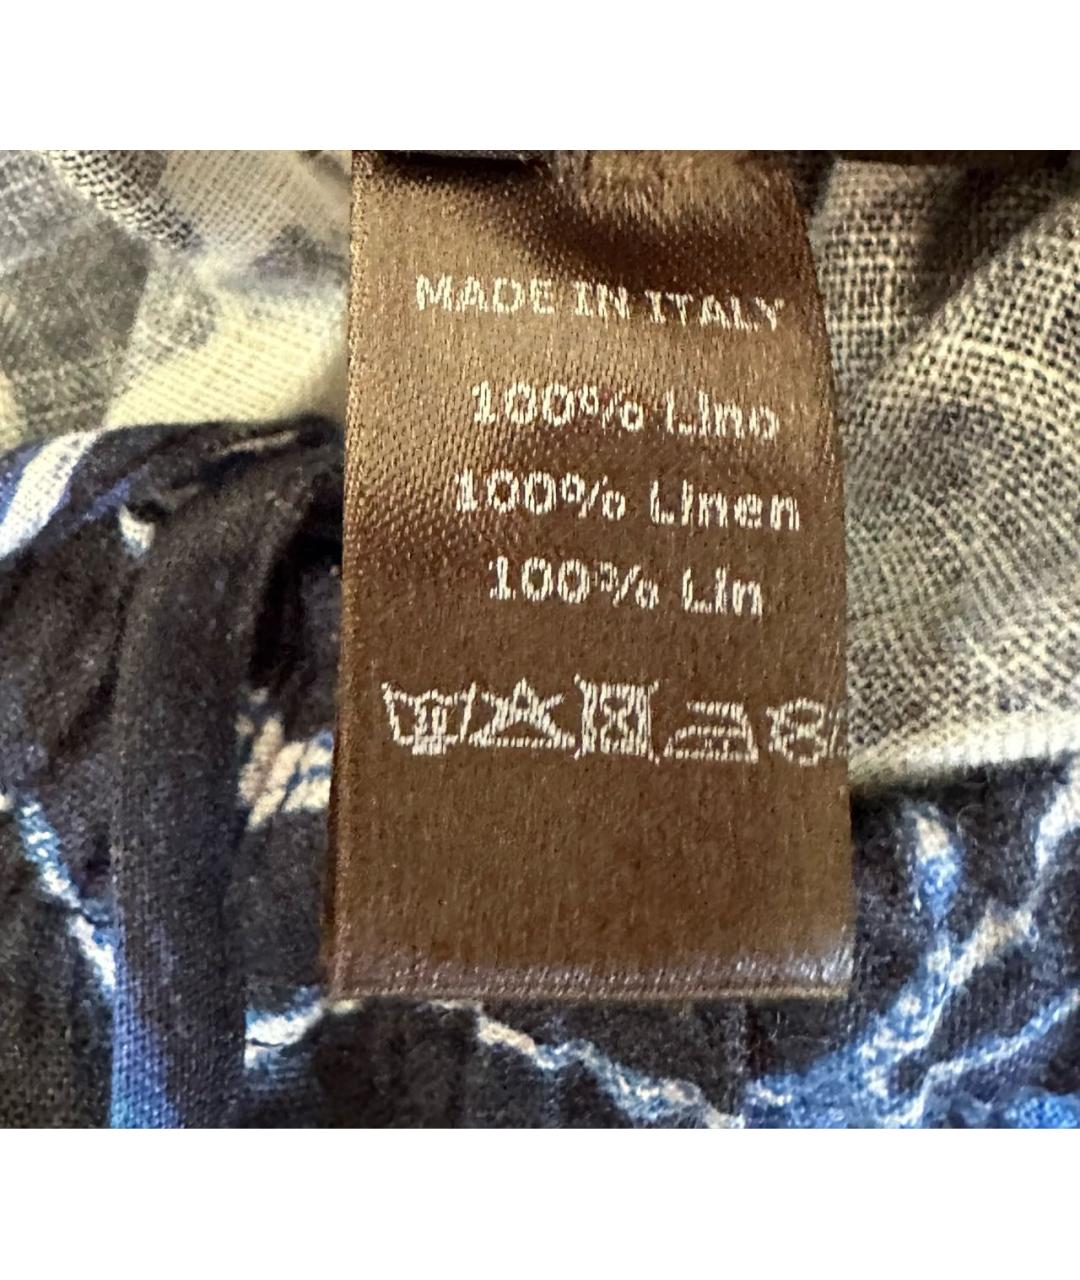 MADE IN ITALY
100% Lino
100% Linen
100% Lin